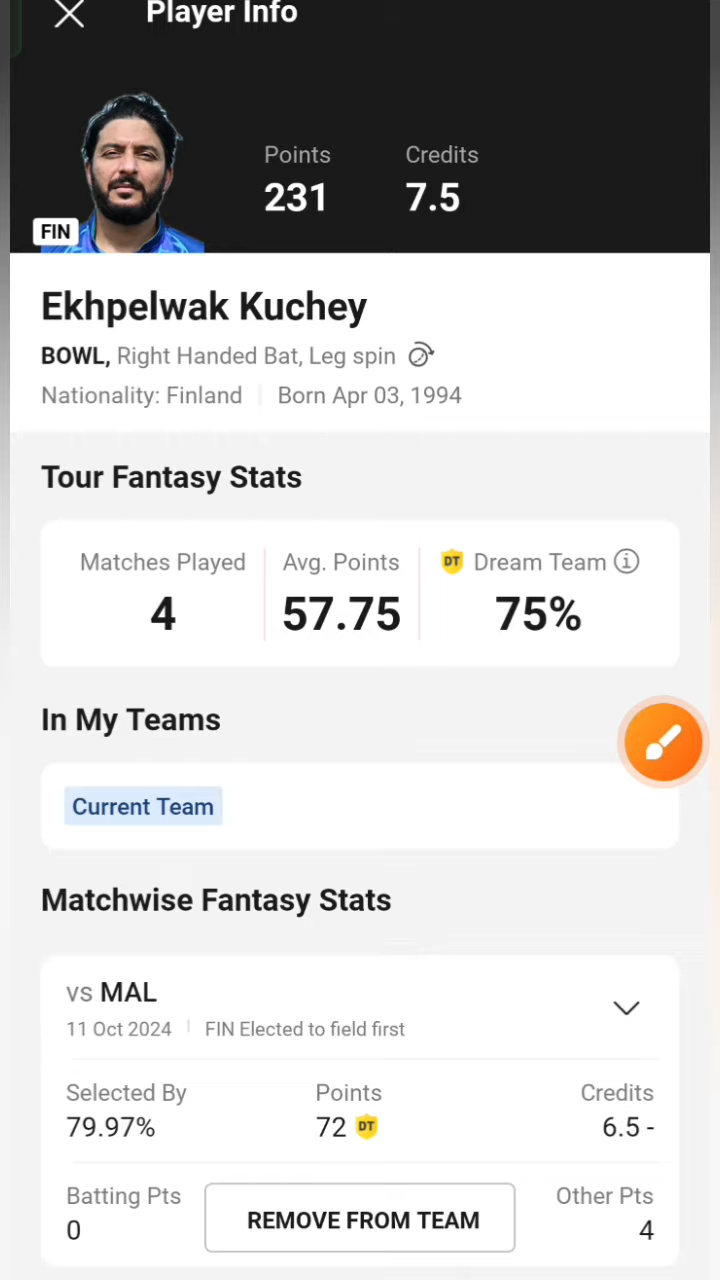 Player Info
Points Credits
231 7.5
FIN
Ekhpelwak Kuchey
BOWL, Right Handed Bat, Leg spin
Nationality: Finland Born Apr 03, 1994
Tour Fantasy Stats
Matches Played Avg. Points DT Dream Team
4 57.75 75%
In My Teams
Current Team
Matchwise Fantasy Stats
vs MAL
11 Oct 2024 FIN Elected to field first
Selected By Points Credits
79.97% 72 DT 6.5 -
Batting Pts Other Pts
0 REMOVE FROM TEAM 4